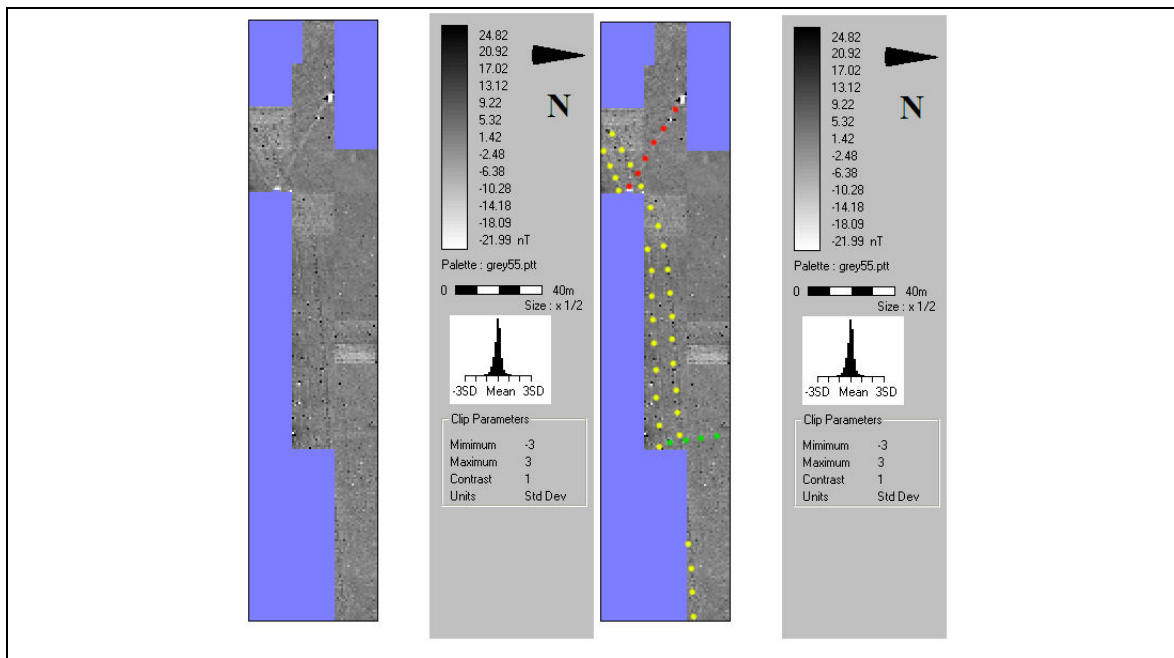 24.82
20.92
17.02
13.12
9.22
5.32
1.42
-2.48
-6.38
-10.28
-14.18
-18.09
-21.99 nT
N
Palette : grey55.ptt
0 40m
Size : x 1/2
-3SD Mean 3SD
Clip Parameters
Mimimum -3
Maximum 3
Contrast 1
Units Std Dev
24.82
20.92
17.02
13.12
9.22
5.32
1.42
-2.48
-6.38
-10.28
-14.18
-18.09
-21.99 nT
N
Palette : grey55.ptt
0 40m
Size : x 1/2
-3SD Mean 3SD
Clip Parameters
Mimimum -3
Maximum 3
Contrast 1
Units Std Dev